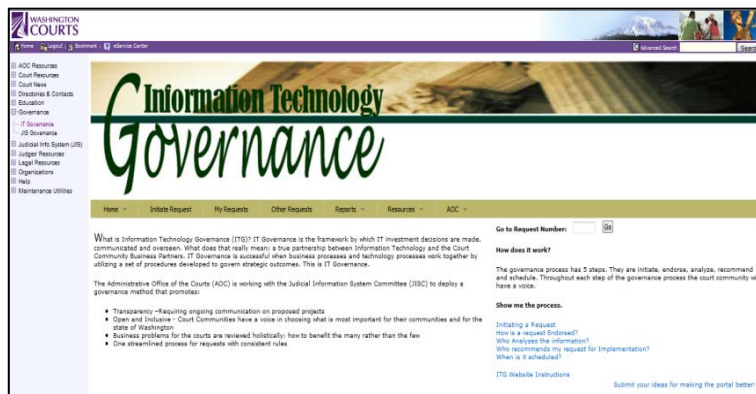 WASHINGTON
COURTS
Home Logout Bookmark eService Center
Advanced Search
Search
AOC Resources
Court Resources
Court News
Directories & Contacts
Education
Governance
IT Governance
JIS Governance
Judicial Info System (JIS)
Judges' Resources
Legal Resources
Organizations
Help
Maintenance Utilities
Information Technology
Governance
Home Initiate Request My Requests Other Requests Reports Resources AOC
What is Information Technology Governance (ITG)? IT Governance is the framework by which IT investment decisions are made,
communicated and overseen. What does that really mean: a true partnership between Information Technology and the Court
Community Business Partners. IT Governance is successful when business processes and technology processes work together by
utilizing a set of procedures developed to govern strategic outcomes. This is IT Governance.
The Administrative Office of the Courts (AOC) is working with the Judicial Information System Committee (JISC) to deploy a
governance method that promotes:
Transparency –Requiring ongoing communication on proposed projects
Open and Inclusive - Court Communities have a voice in choosing what is most important for their communities and for the
state of Washington
Business problems for the courts are reviewed holistically: how to benefit the many rather than the few
One streamlined process for requests with consistent rules
Go to Request Number: Go
How does it work?
The governance process has 5 steps. They are initiate, endorse, analyze, recommend
and schedule. Throughout each step of the governance process the court community wi
have a voice.
Show me the process.
Initiating a Request
How is a request Endorsed?
Who Analyzes the information?
Who recommends my request for Implementation?
When is it scheduled?
ITG Website Instructions
Submit your ideas for making the portal better!